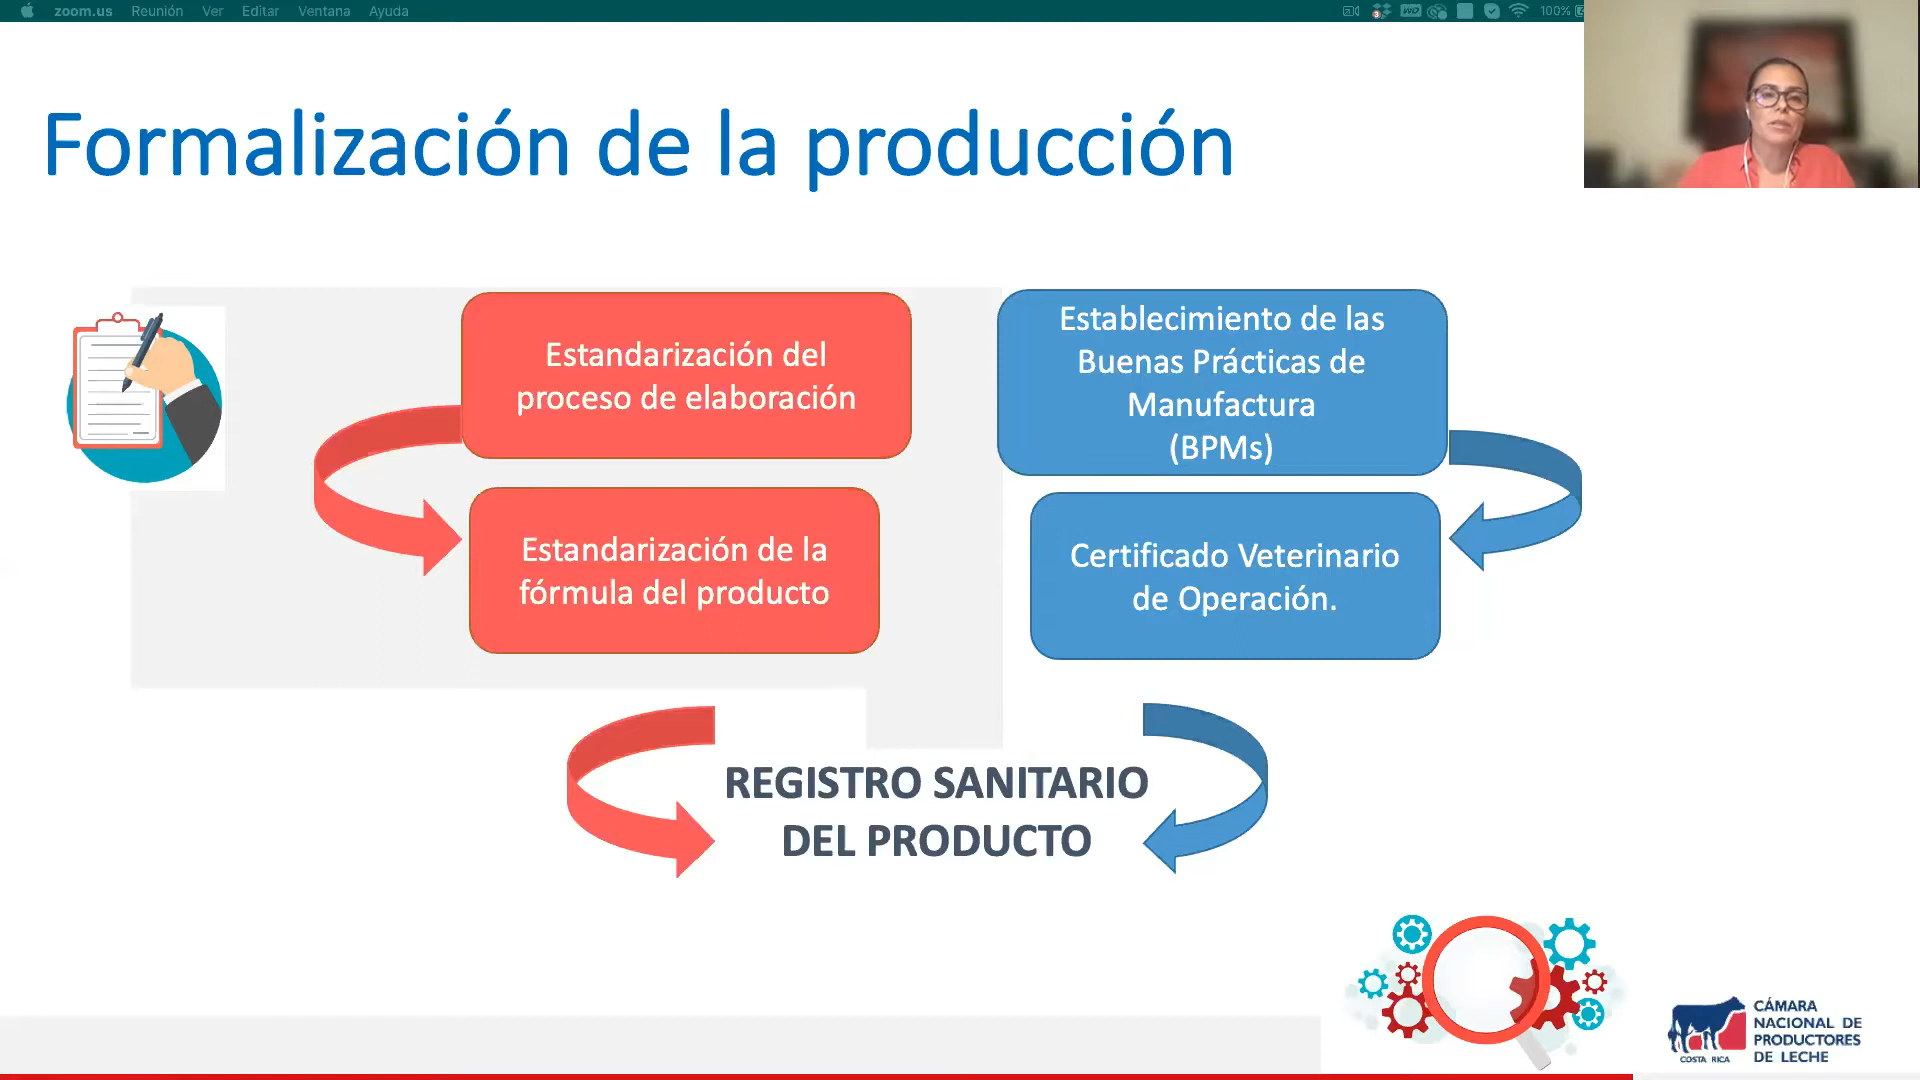 zoom.us Reunión Ver Editar Ventana Ayuda
100%
Formalización de la producción
Estandarización del
proceso de elaboración
Establecimiento de las
Buenas Prácticas de
Manufactura
(BPMs)
Estandarización de la
fórmula del producto
Certificado Veterinario
de Operación.
REGISTRO SANITARIO
DEL PRODUCTO
CÁMARA
NACIONAL DE
PRODUCTORES
DE LECHE
COSTA RICA